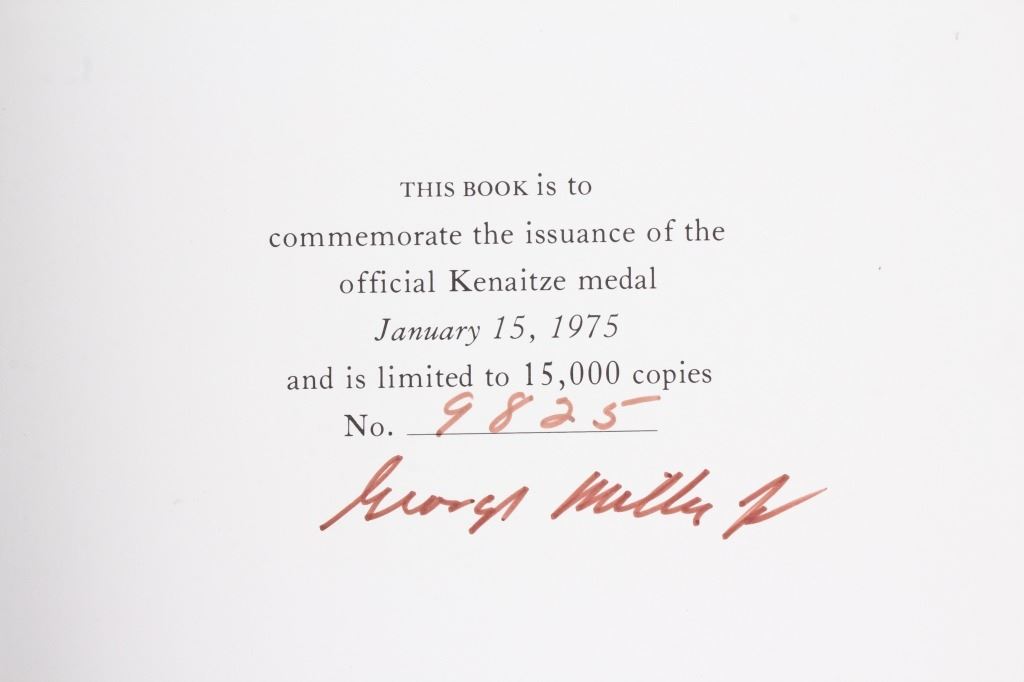 THIS BOOK is to
commemorate the issuance of the
official Kenaitze medal
January 15, 1975
and is limited to 15,000 copies
No. 9825
George Miller Jr